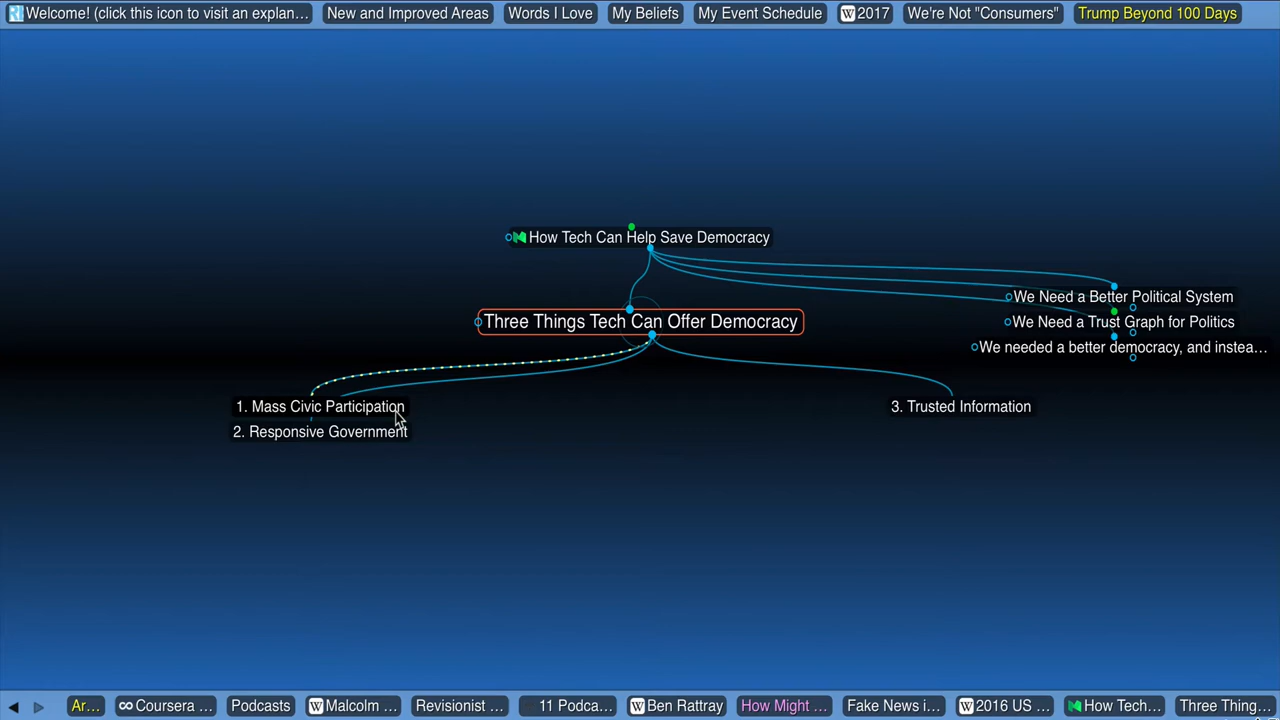 Welcome! (click this icon to visit an explan...
New and Improved Areas
Words I Love
My Beliefs
My Event Schedule
W 2017
We're Not "Consumers"
Trump Beyond 100 Days
How Tech Can Help Save Democracy
We Need a Better Political System
Three Things Tech Can Offer Democracy
We Need a Trust Graph for Politics
We needed a better democracy, and instea...
1. Mass Civic Participation
3. Trusted Information
2. Responsive Government
Ar...
Coursera ...
Podcasts
W Malcolm ...
Revisionist ...
11 Podca...
W Ben Rattray
How Might ...
Fake News i...
W 2016 US ...
How Tech...
Three Thing...